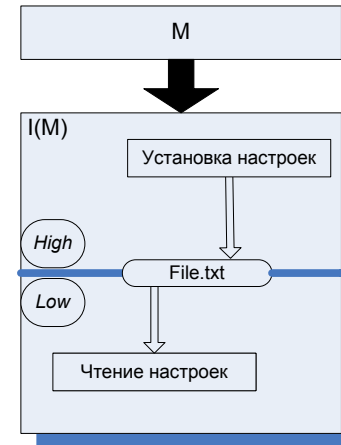 M
I(M)
Установка настроек
High
File.txt
Low
Чтение настроек